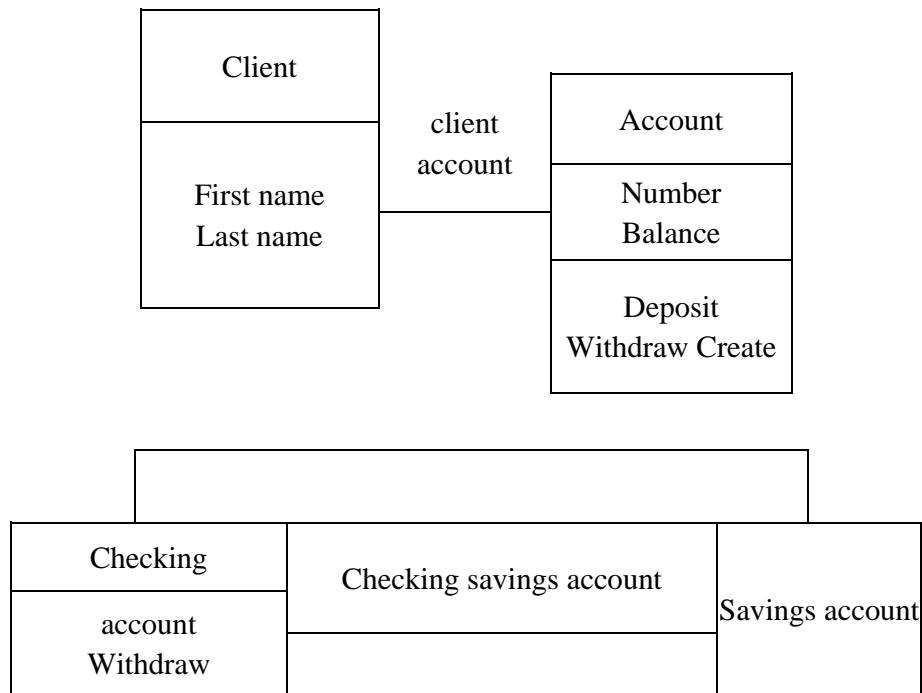 Client
First name
Last name
client
account
Account
Number
Balance
Deposit
Withdraw Create
Checking
account
Withdraw
Checking savings account
Savings account